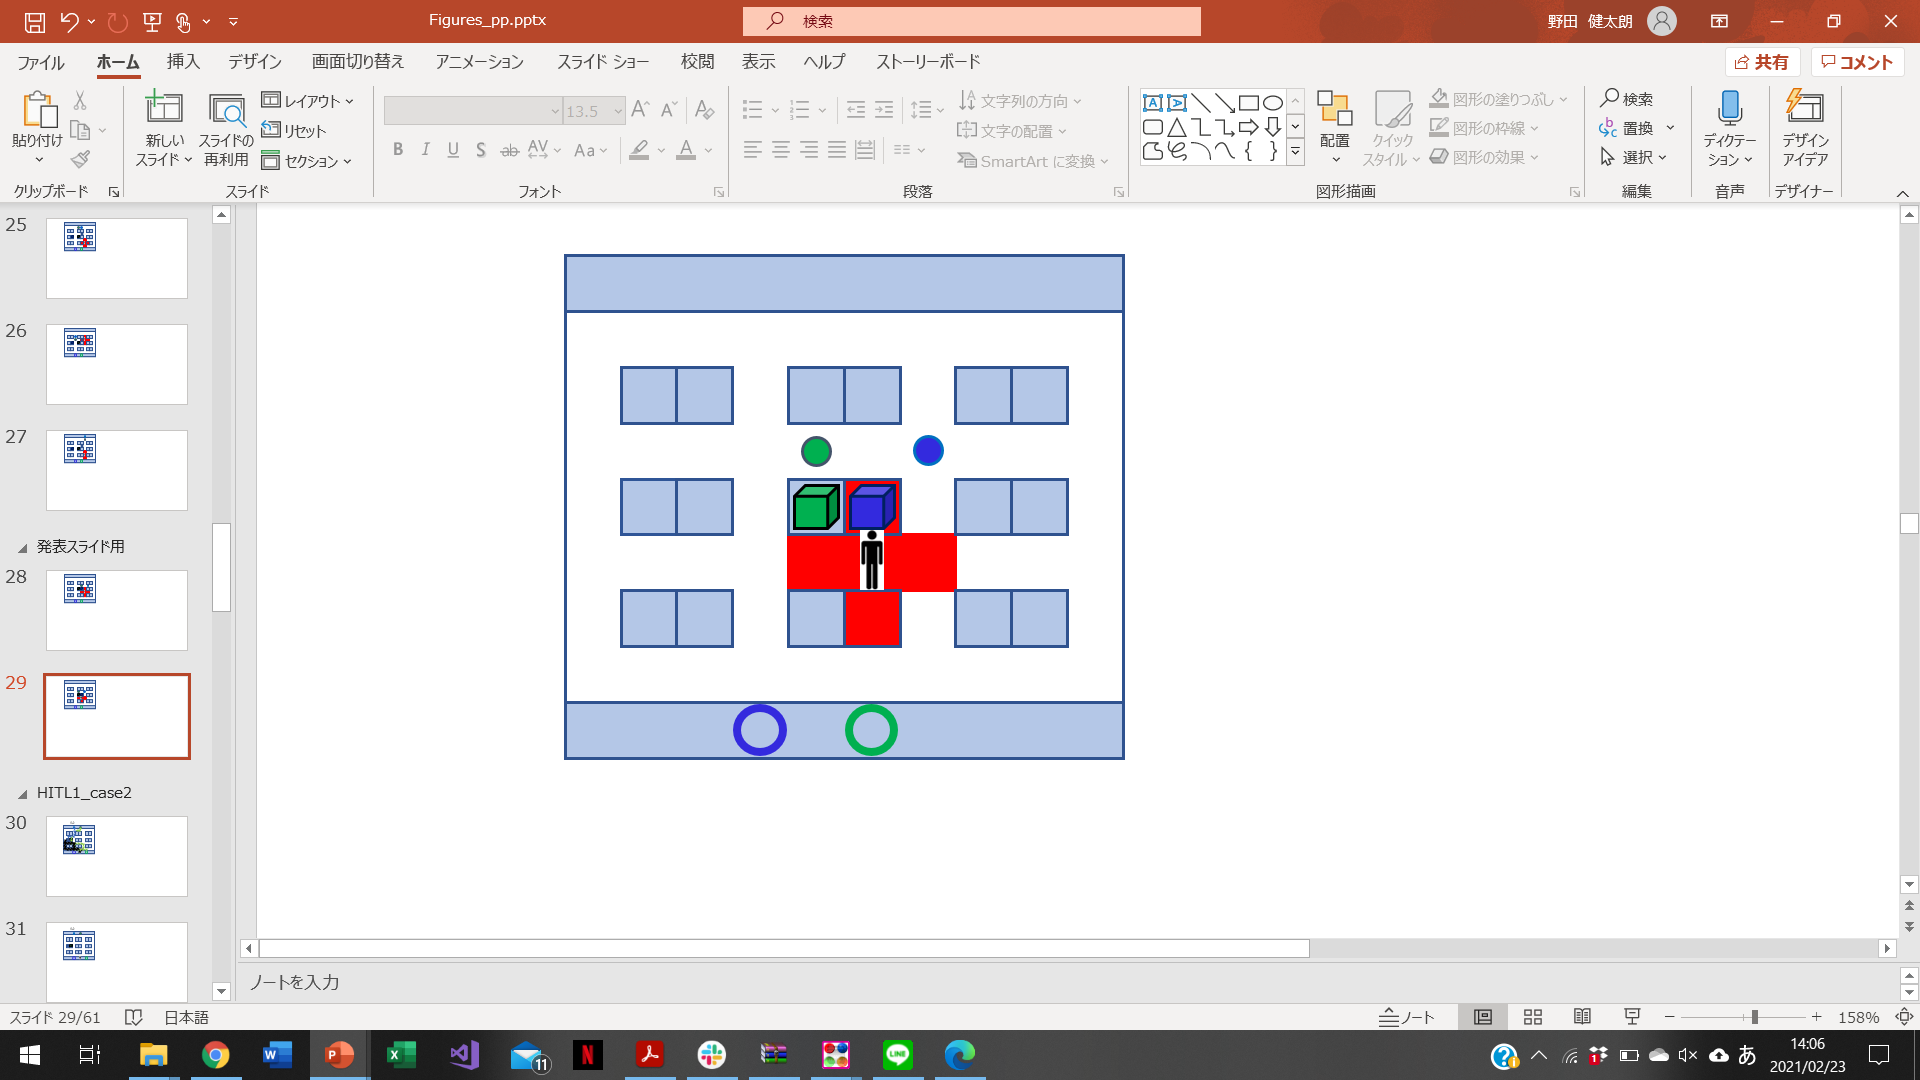 Figures_pp.pptx
検索
野田 健太朗
ファイル ホーム 挿入 デザイン 画面切り替え アニメーション スライド ショー 校閲 表示 ヘルプ ストーリーボード
共有 コメント
貼り付け
クリップボード
新しい
スライド
スライドの
再利用
レイアウト
リセット
セクション
スライド
13.5
B I U S ab AV Aa A
フォント
文字列の方向
文字の配置
SmartArt に変換
段落
配置
クイック
スタイル
図形の塗りつぶし
図形の枠線
図形の効果
図形描画
検索
置換
選択
編集
ディクテー
ション
音声
デザイン
アイデア
デザイナー
25
26
27
発表スライド用
28
29
HITL1_case2
30
31
ノートを入力
スライド 29/61 日本語
ノート
158%
11
1
あ
14:06
2021/02/23